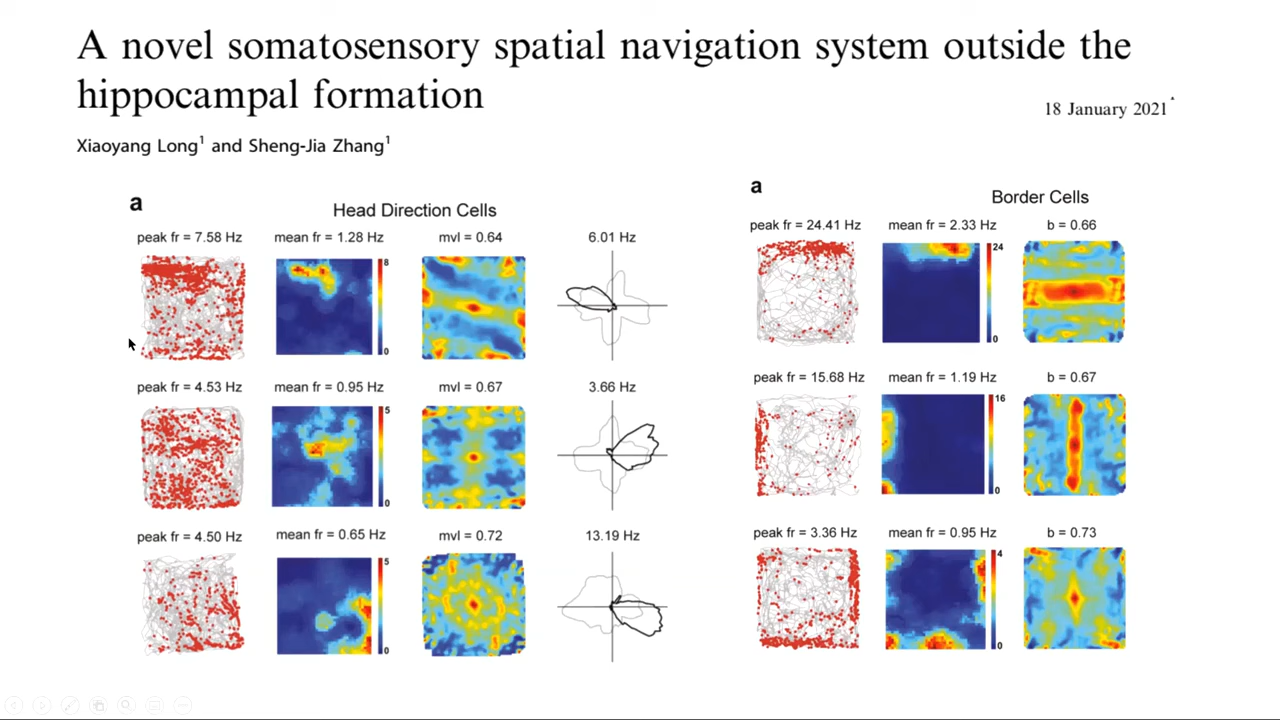 A novel somatosensory spatial navigation system outside the
hippocampal formation
18 January 2021
Xiaoyang Long1 and Sheng-Jia Zhang1
a
Head Direction Cells
peak fr = 7.58 Hz
mean fr = 1.28 Hz
mvl = 0.64
6.01 Hz
8
0
peak fr = 4.53 Hz
mean fr = 0.95 Hz
mvl = 0.67
3.66 Hz
5
0
peak fr = 4.50 Hz
mean fr = 0.65 Hz
mvl = 0.72
13.19 Hz
5
0
a
Border Cells
peak fr = 24.41 Hz
mean fr = 2.33 Hz
b = 0.66
24
0
peak fr = 15.68 Hz
mean fr = 1.19 Hz
b = 0.67
16
0
peak fr = 3.36 Hz
mean fr = 0.95 Hz
b = 0.73
4
0